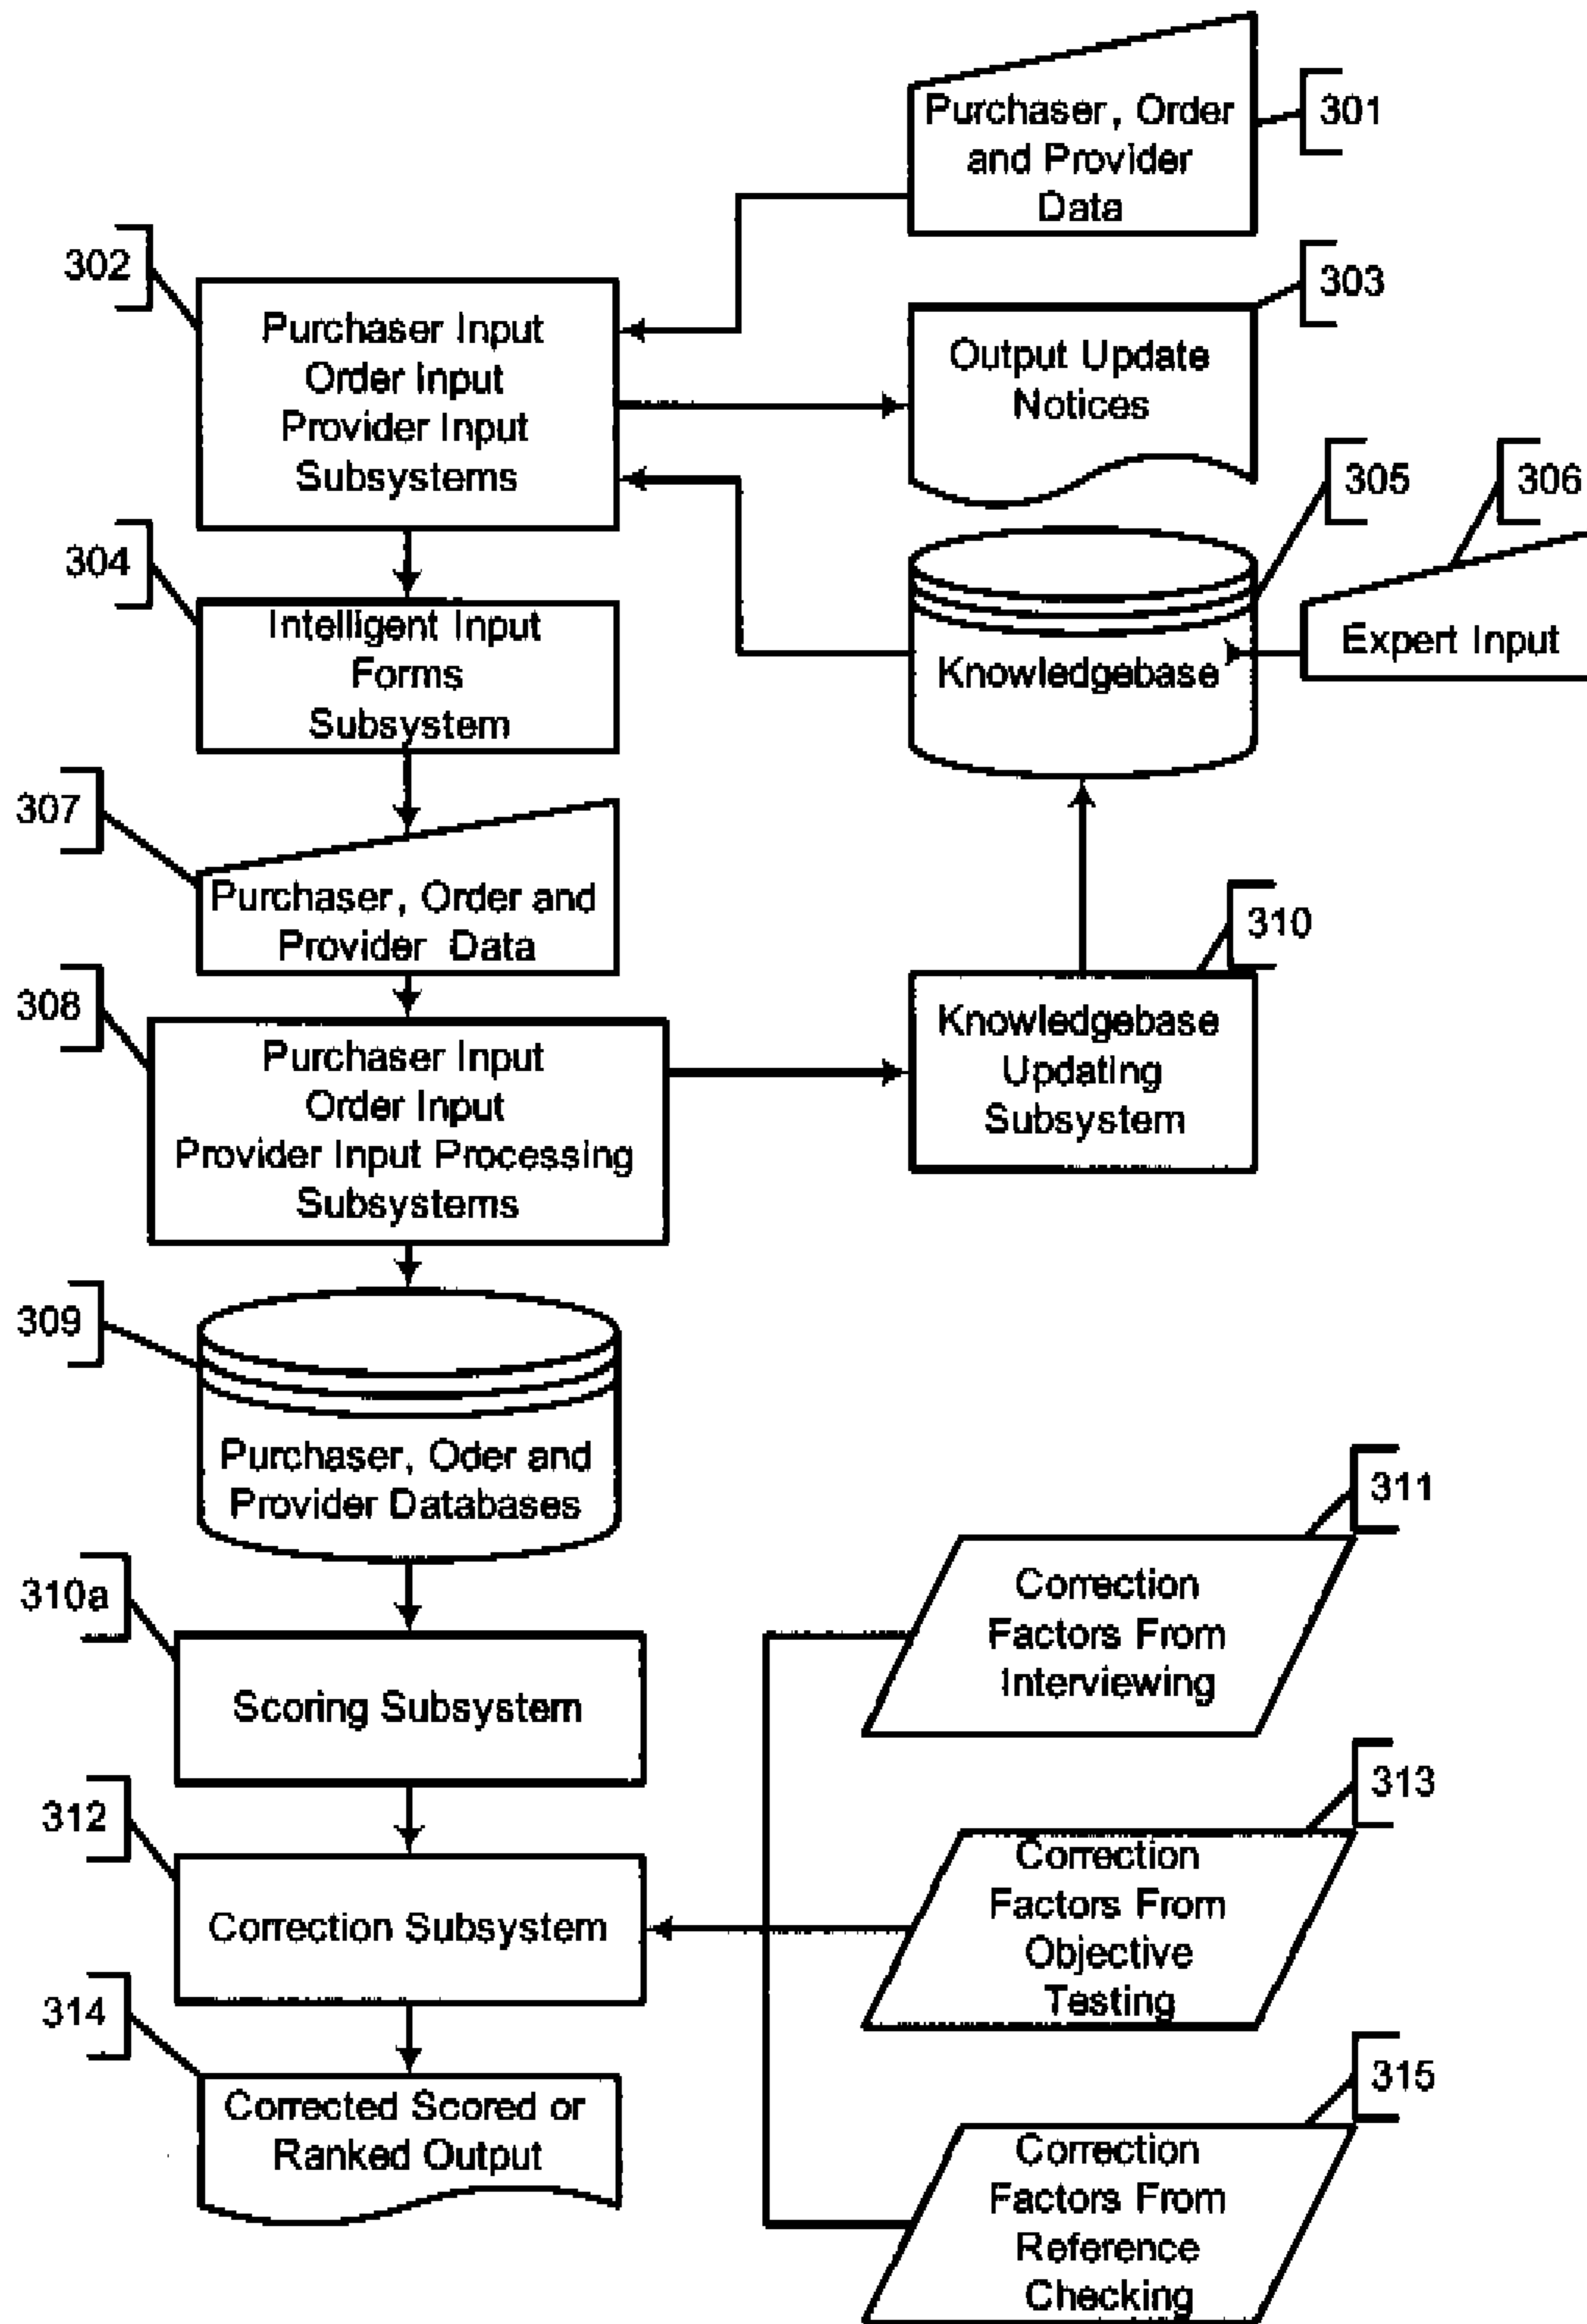 Purchaser, Order
and Provider
Data
301
302
Purchaser Input
Order Input
Provider Input
Subsystems
303
Output Update
Notices
304
Intelligent Input
Forms
Subsystem
305
306
Knowledgebase
Expert Input
307
Purchaser, Order and
Provider Data
308
Purchaser Input
Order Input
Provider Input Processing
Subsystems
310
Knowledgebase
Updating
Subsystem
309
Purchaser, Oder and
Provider Databases
310a
Scoring Subsystem
311
Correction
Factors From
Interviewing
312
Correction Subsystem
313
Correction
Factors From
Objective
Testing
314
Corrected Scored or
Ranked Output
315
Correction
Factors From
Reference
Checking